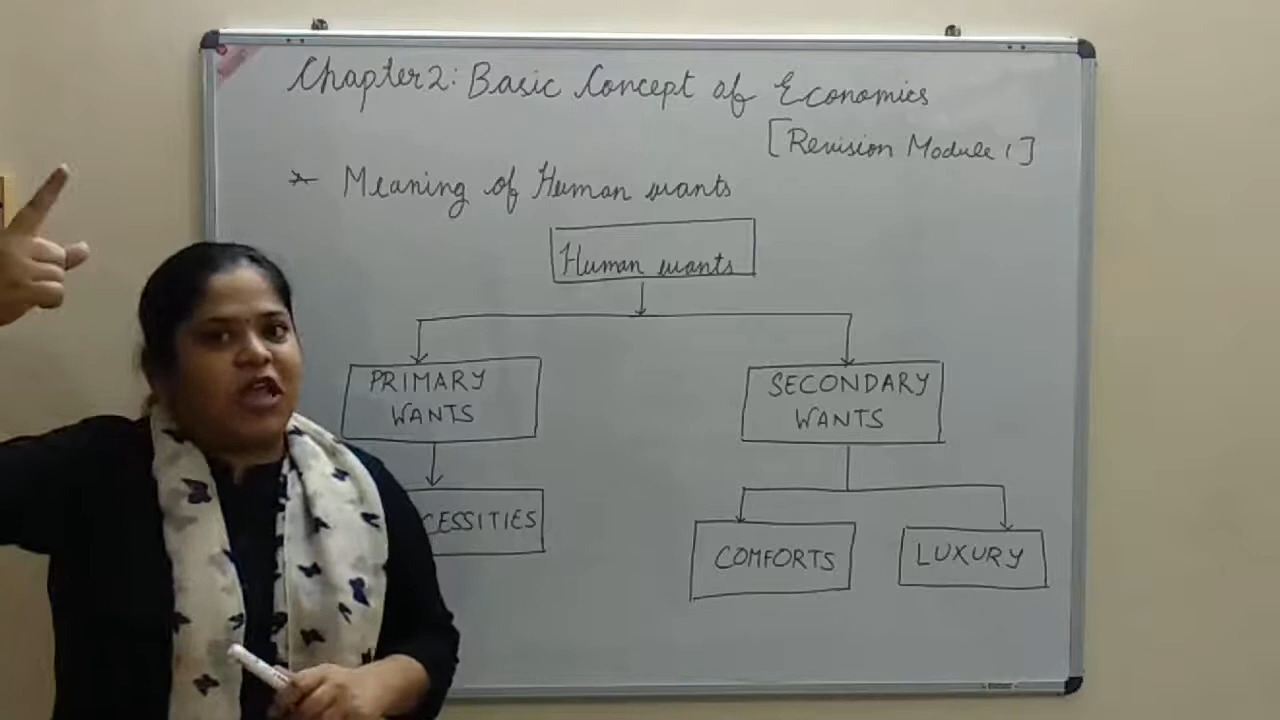 Chapter 2: Basic Concept of Economics
[Revision Module 1]
* Meaning of Human wants
Human wants
PRIMARY
WANTS
SECONDARY
WANTS
CESSITIES
COMFORTS
LUXURY